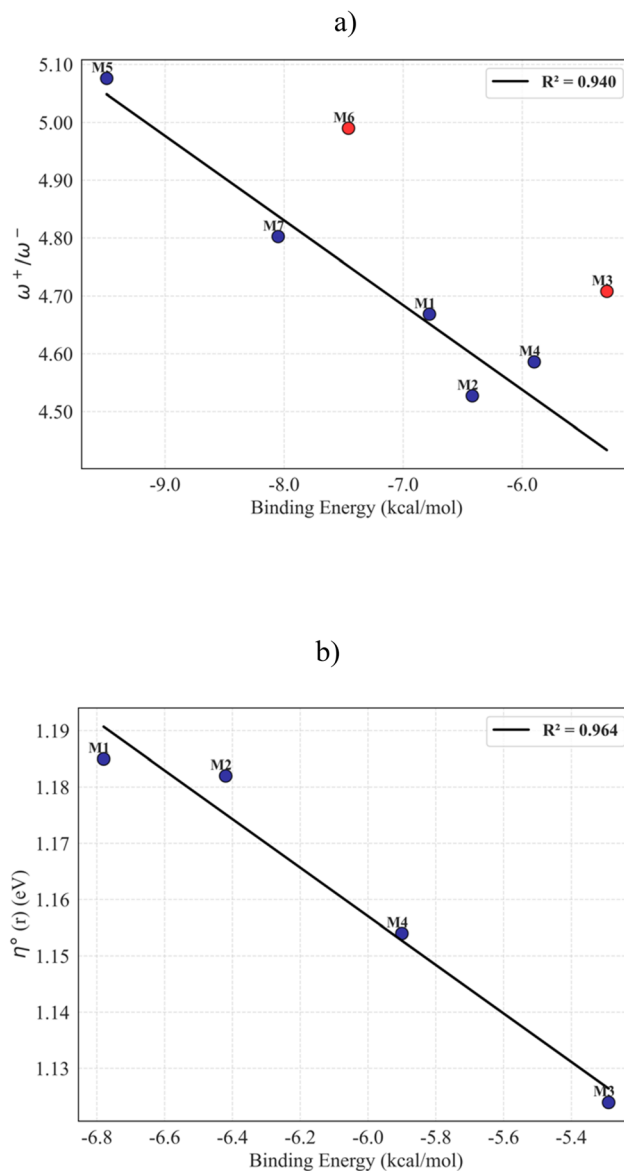 a)
5.10
5.00
4.90
4.80
4.70
4.60
4.50
ω⁺/ω⁻
M5
M6
M7
M3
M1
M4
M2
R² = 0.940
-9.0
-8.0
-7.0
-6.0
Binding Energy (kcal/mol)
b)
1.19
1.18
1.17
1.16
1.15
1.14
1.13
η° (r) (eV)
M1
M2
M4
M3
R² = 0.964
-6.8
-6.6
-6.4
-6.2
-6.0
-5.8
-5.6
-5.4
Binding Energy (kcal/mol)